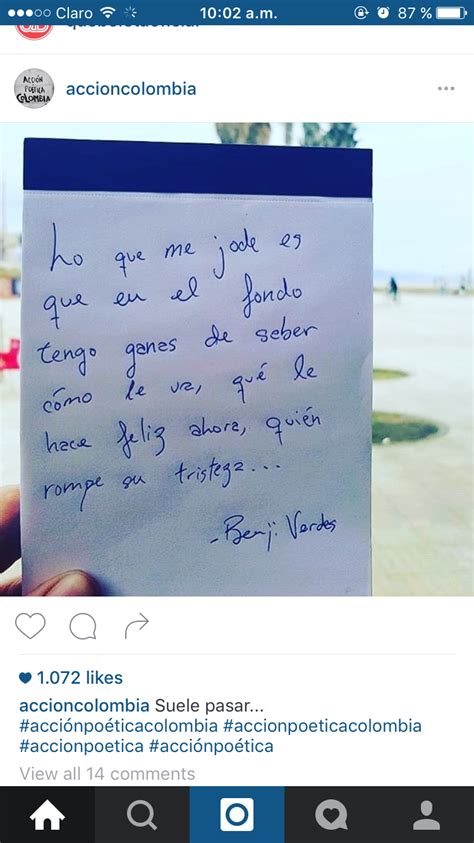 Claro 10:02 a.m. 87 %
ACCIÓN
POÉTICA
COLOMBIA
accioncolombia
Lo que me jode es
que en el fondo
tengo ganas de saber
cómo le va, qué le
hace feliz ahora, quién
rompe su tristeza...
- Benji Verdes
1.072 likes
accioncolombia Suele pasar...
#acciónpoéticacolombia #accionpoeticacolombia
#accionpoetica #acciónpoética
View all 14 comments